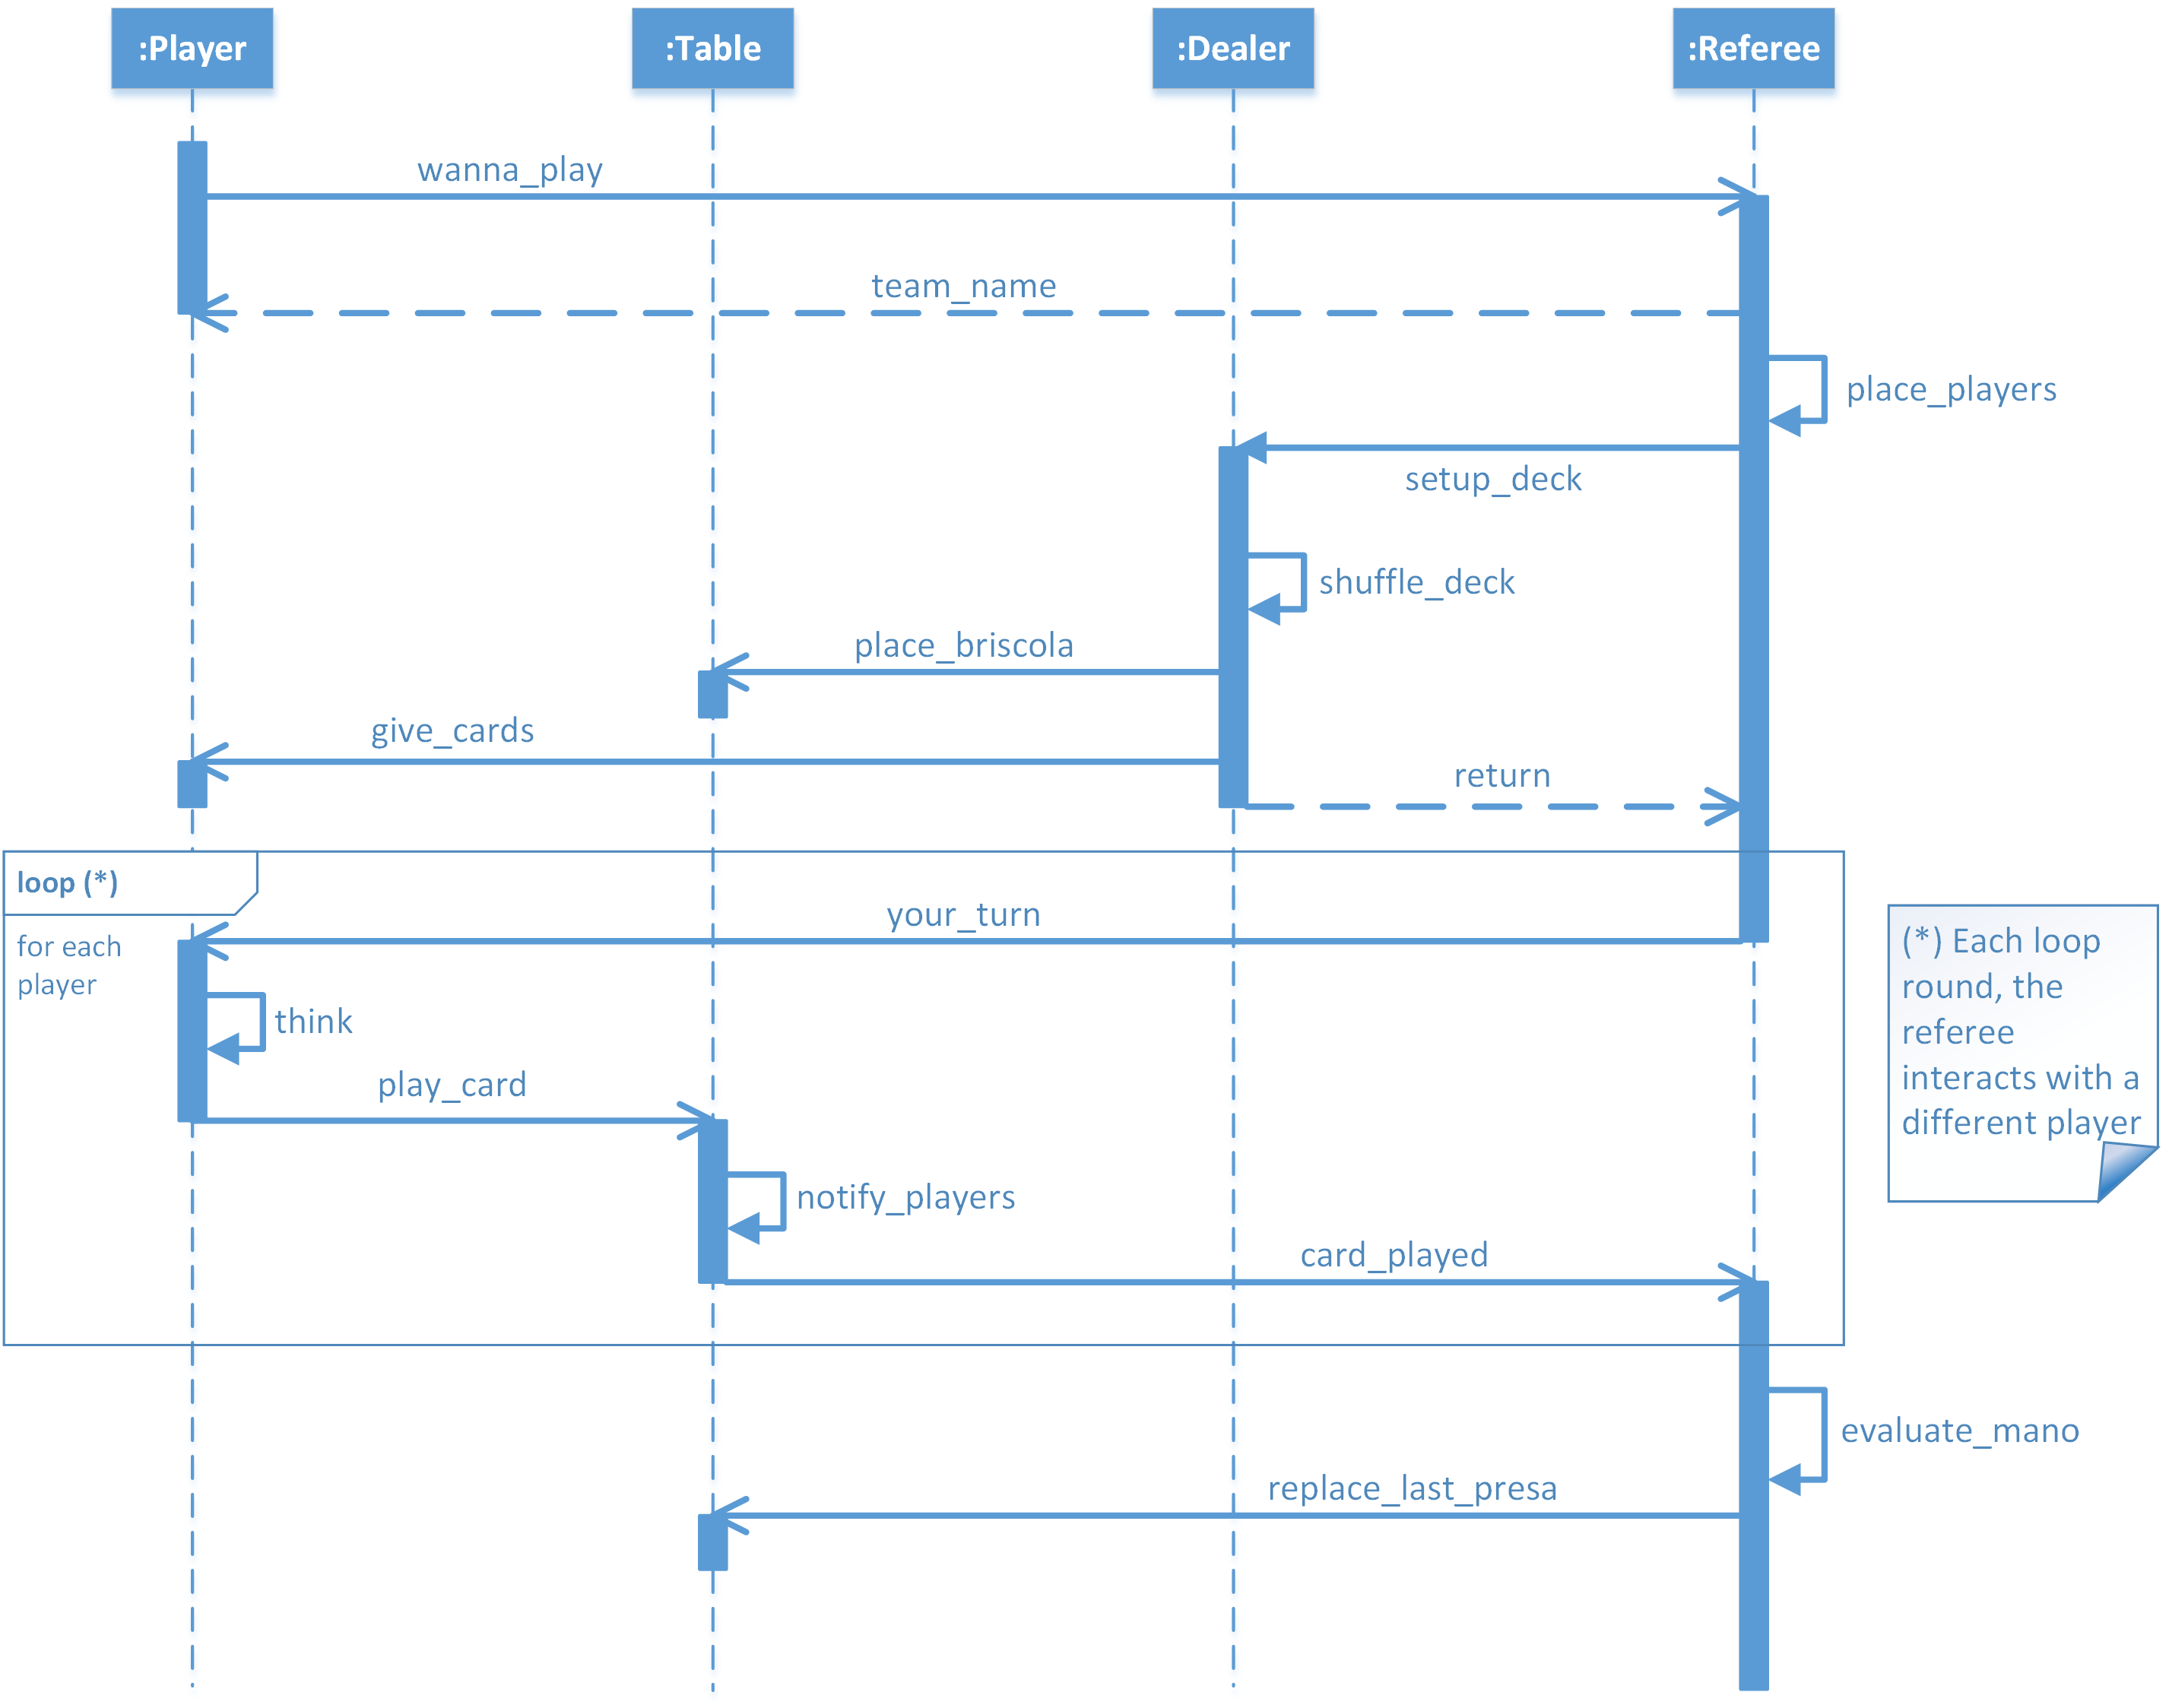 :Player
:Table
:Dealer
:Referee
wanna_play
team_name
place_players
setup_deck
shuffle_deck
place_briscola
give_cards
return
loop (*)
for each
player
your_turn
(*) Each loop
round, the
referee
interacts with a
different player
think
play_card
notify_players
card_played
evaluate_mano
replace_last_presa